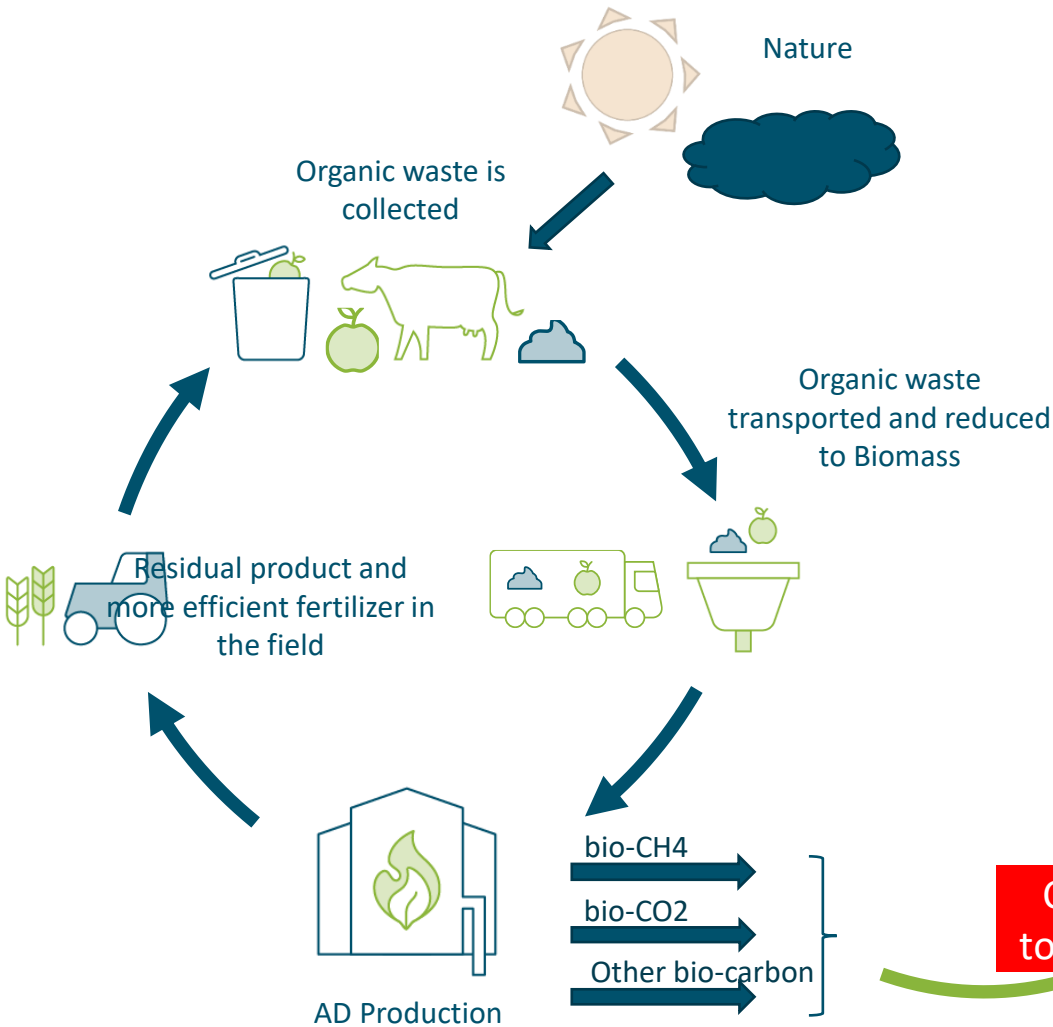 Nature
Organic waste is
collected
Organic waste
transported and reduced
to Biomass
Residual product and
more efficient fertilizer in
the field
bio-CH4
bio-CO2
Other bio-carbon
to
AD Production